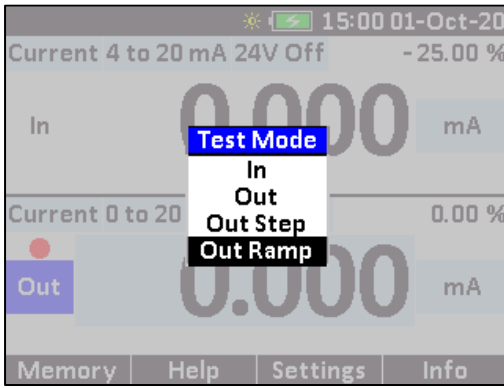 15:00 01-Oct-20
Current 4 to 20 mA 24V Off -25.00 %
In 0.000 mA
Test Mode
In
Out
Out Step
Out Ramp
Current 0 to 20 0.00 %
Out 0.000 mA
Memory Help Settings Info